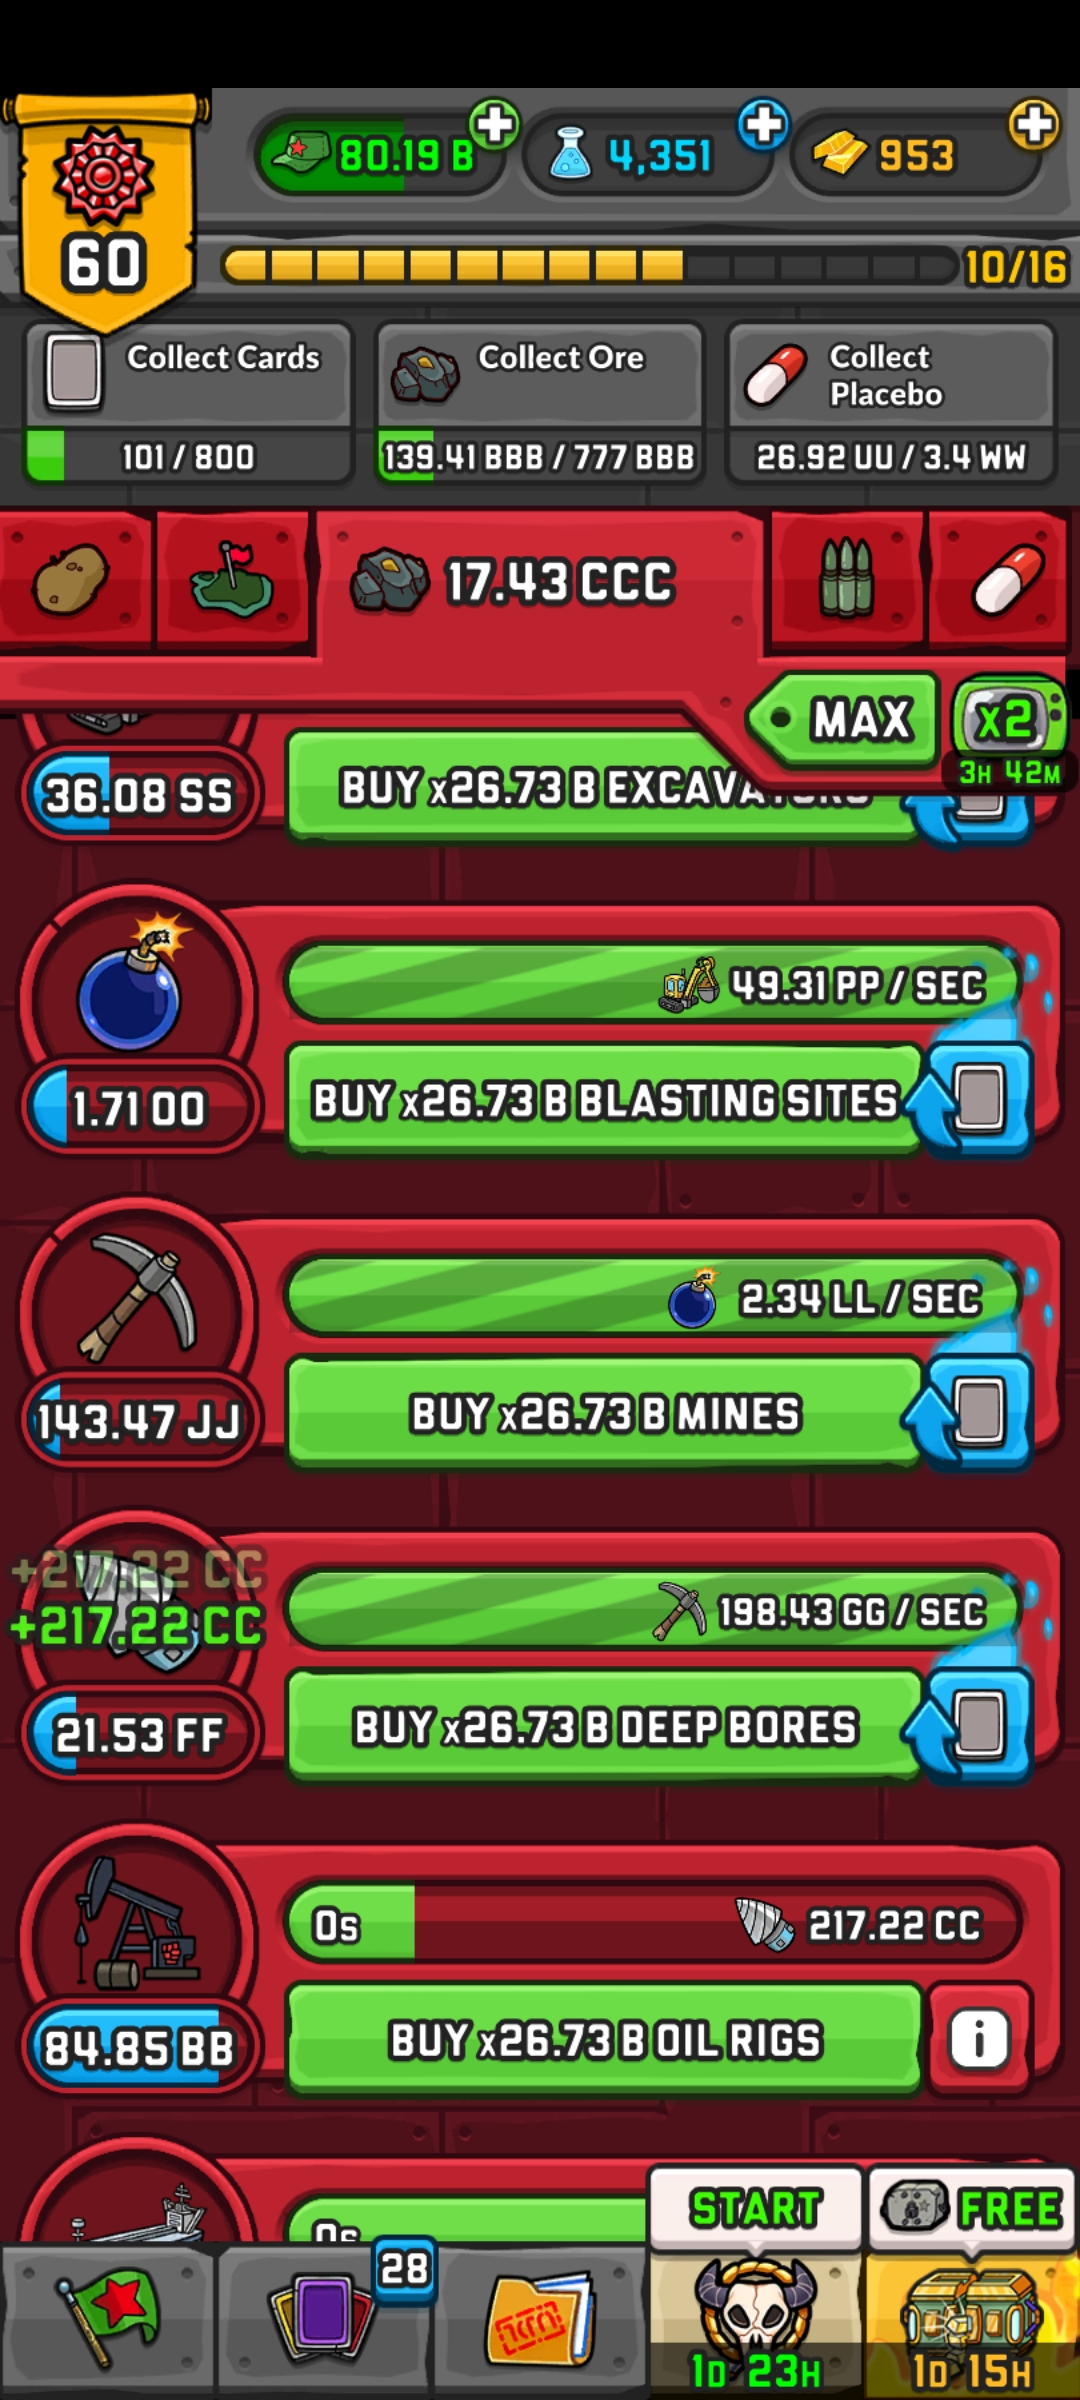 80.19 B
4,351
953
60
10/16
Collect Cards
101 / 800
Collect Ore
139.41 BBB / 777 BBB
Collect
Placebo
26.92 UU / 3.4 WW
17.43 CCC
MAX
x2
3H 42M
36.08 SS
BUY x26.73 B EXCAVATORS
49.31 PP / SEC
1.71 OO
BUY x26.73 B BLASTING SITES
2.34 LL / SEC
143.47 JJ
BUY x26.73 B MINES
+217.22 CC
+217.22 CC
198.43 GG / SEC
21.53 FF
BUY x26.73 B DEEP BORES
0s
217.22 CC
84.85 BB
BUY x26.73 B OIL RIGS
i
0s
START
FREE
28
1D 23H
1D 15H